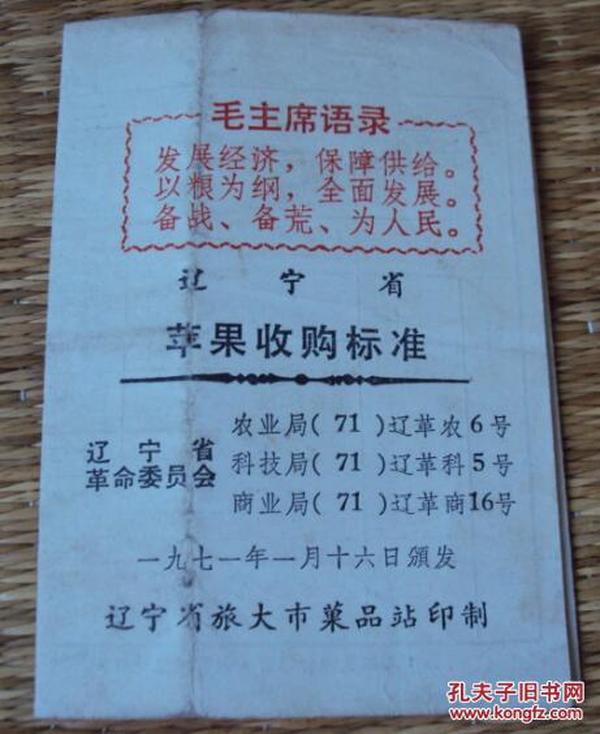 毛主席语录
发展经济，保障供给。
以粮为纲，全面发展。
备战、备荒、为人民。
辽宁省
苹果收购标准
辽宁省
革命委员会
农业局(71)辽革农6号
科技局(71)辽革科5号
商业局(71)辽革商16号
一九七一年一月十六日颁发
辽宁省旅大市菓品站印制
孔夫子旧书网
www.kongfz.com